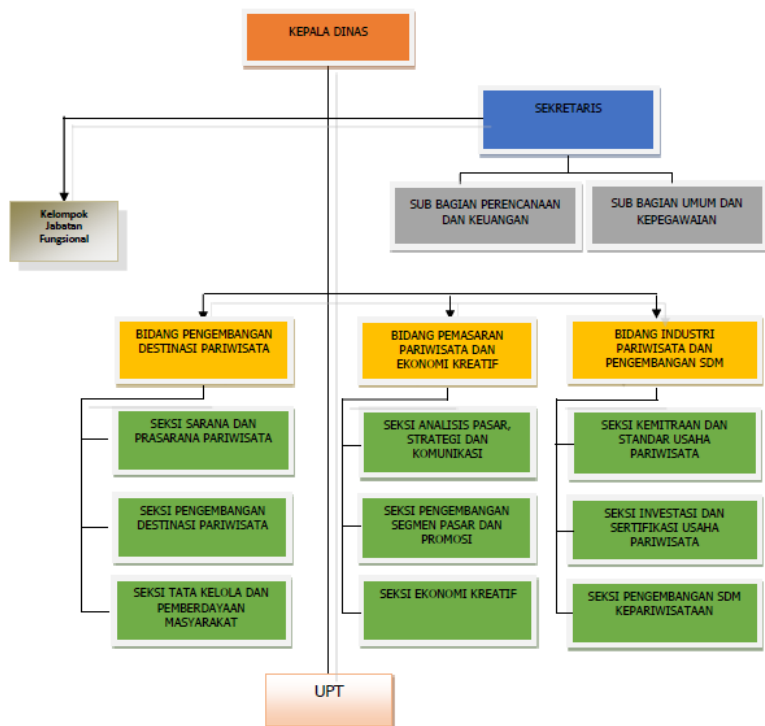 KEPALA DINAS
SEKRETARIS
Kelompok
Jabatan
Fungsional
SUB BAGIAN PERENCANAAN
DAN KEUANGAN
SUB BAGIAN UMUM DAN
KEPEGAWAIAN
BIDANG PENGEMBANGAN
DESTINASI PARIWISATA
BIDANG PEMASARAN
PARIWISATA DAN
EKONOMI KREATIF
BIDANG INDUSTRI
PARIWISATA DAN
PENGEMBANGAN SDM
SEKSI SARANA DAN
PRASARANA PARIWISATA
SEKSI ANALISIS PASAR,
STRATEGI DAN
KOMUNIKASI
SEKSI KEMITRAAN DAN
STANDAR USAHA
PARIWISATA
SEKSI PENGEMBANGAN
DESTINASI PARIWISATA
SEKSI PENGEMBANGAN
SEGMEN PASAR DAN
PROMOSI
SEKSI INVESTASI DAN
SERTIFIKASI USAHA
PARIWISATA
SEKSI TATA KELOLA DAN
PEMBERDAYAAN
MASYARAKAT
SEKSI EKONOMI KREATIF
SEKSI PENGEMBANGAN SDM
KEPARIWISATAAN
UPT